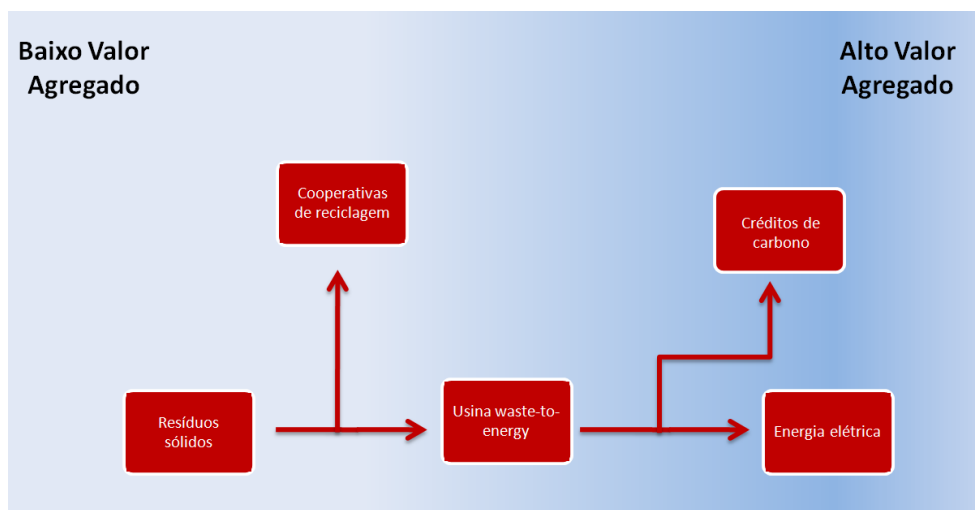 Baixo Valor
Agregado
Alto Valor
Agregado
Cooperativas
de reciclagem
Créditos de
carbono
Resíduos
sólidos
Usina waste-to-
energy
Energia elétrica